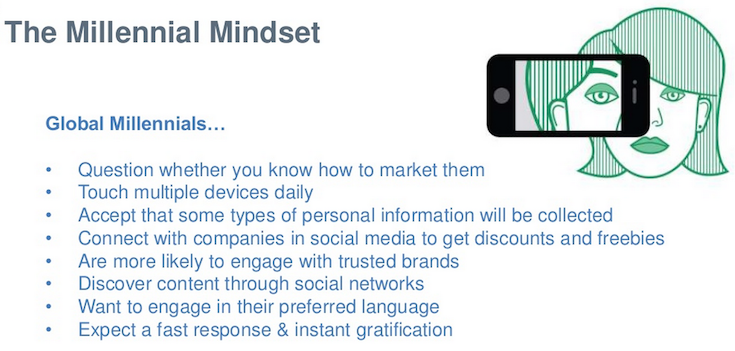 The Millennial Mindset
Global Millennials…
• Question whether you know how to market them
• Touch multiple devices daily
• Accept that some types of personal information will be collected
• Connect with companies in social media to get discounts and freebies
• Are more likely to engage with trusted brands
• Discover content through social networks
• Want to engage in their preferred language
• Expect a fast response & instant gratification